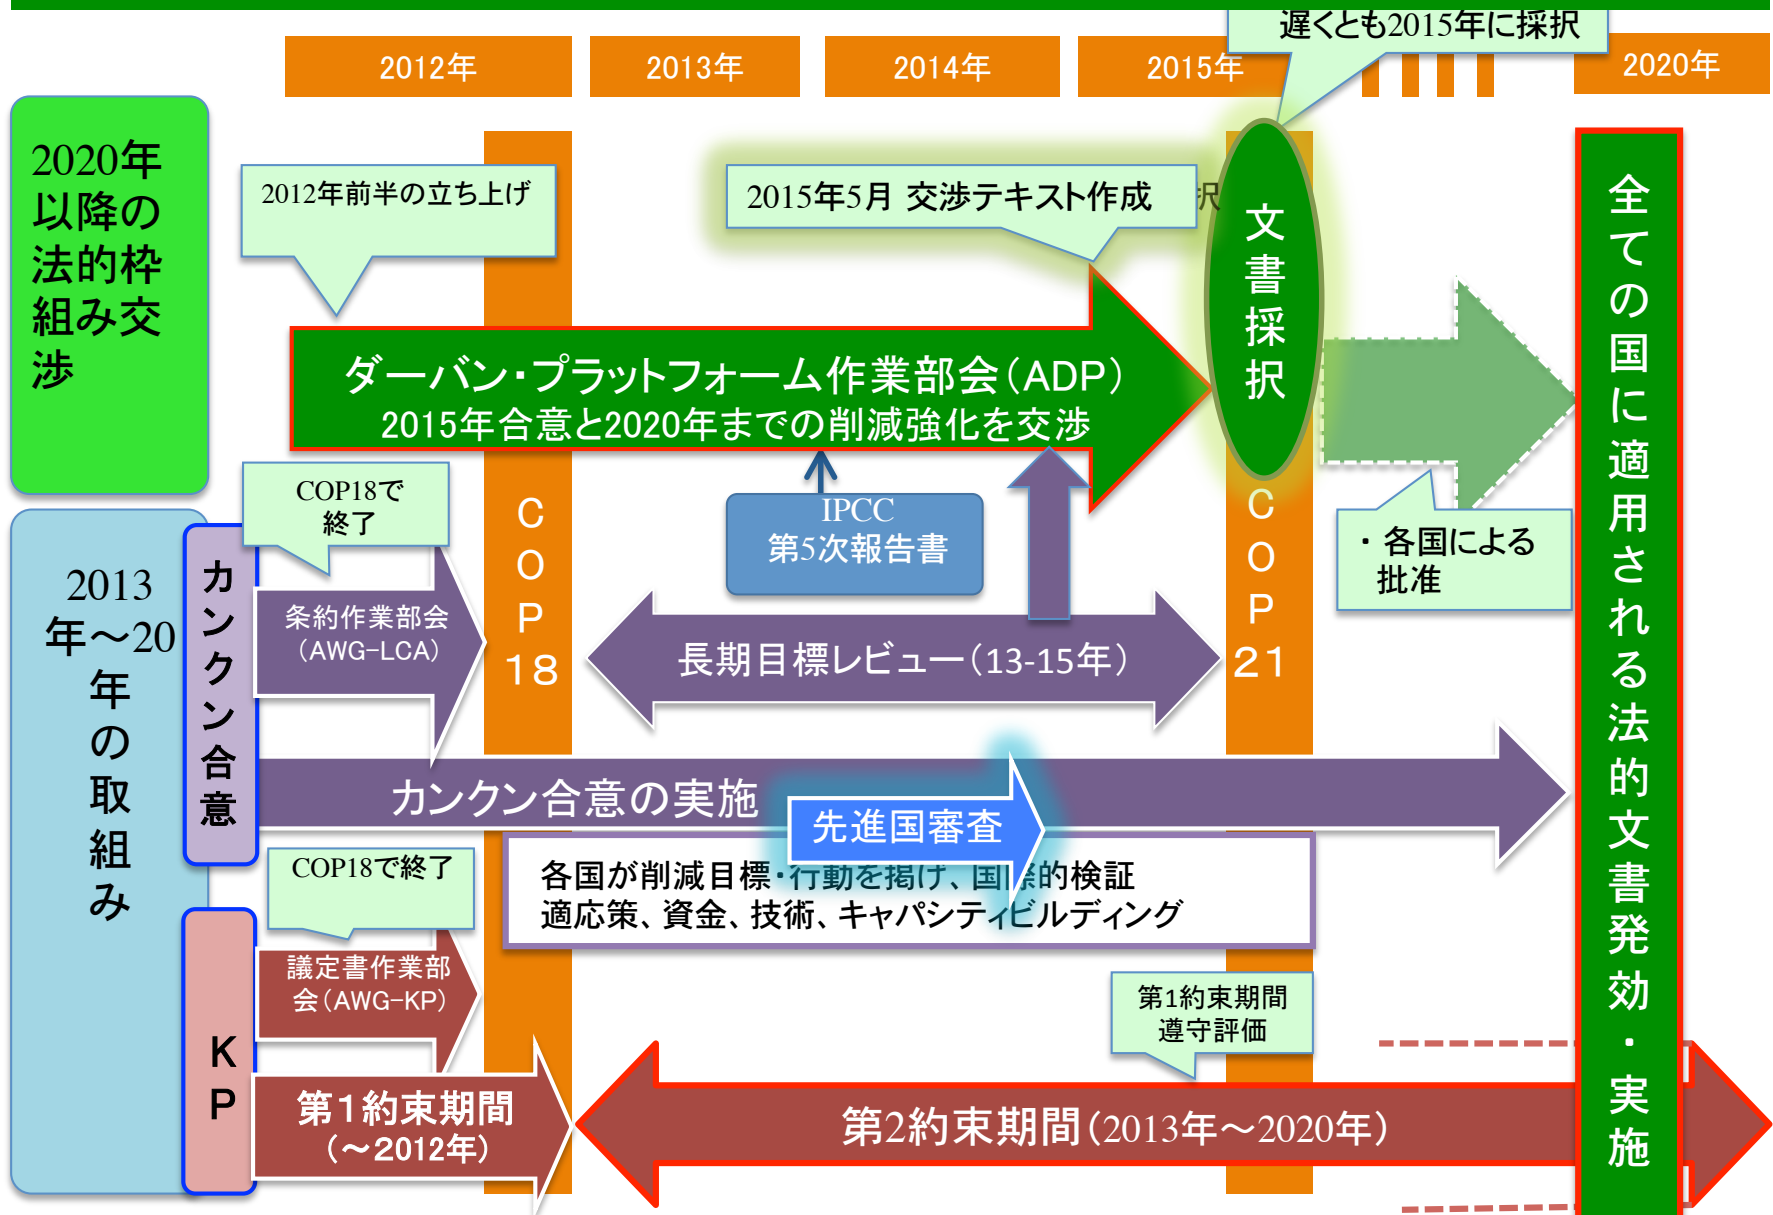 遅くとも2015年に採択
2012年
2013年
2014年
2015年
2020年
2020年
以降の
法的枠
組み交
渉
2012年前半の立ち上げ
2015年5月 交渉テキスト作成
択
文書採択
ダーバン・プラットフォーム作業部会(ADP)
2015年合意と2020年までの削減強化を交渉
全ての国に適用される法的文書発効・実施
COP18で
終了
IPCC
第5次報告書
・各国による
批准
COP18
COP21
2013
年～20
年の取組み
カンクン合意
条約作業部会
(AWG-LCA)
長期目標レビュー(13-15年)
カンクン合意の実施
先進国審査
各国が削減目標・行動を掲げ、国際的検証
適応策、資金、技術、キャパシティビルディング
COP18で終了
KP
議定書作業部
会(AWG-KP)
第1約束期間
遵守評価
第１約束期間
(～2012年)
第2約束期間(2013年～2020年)